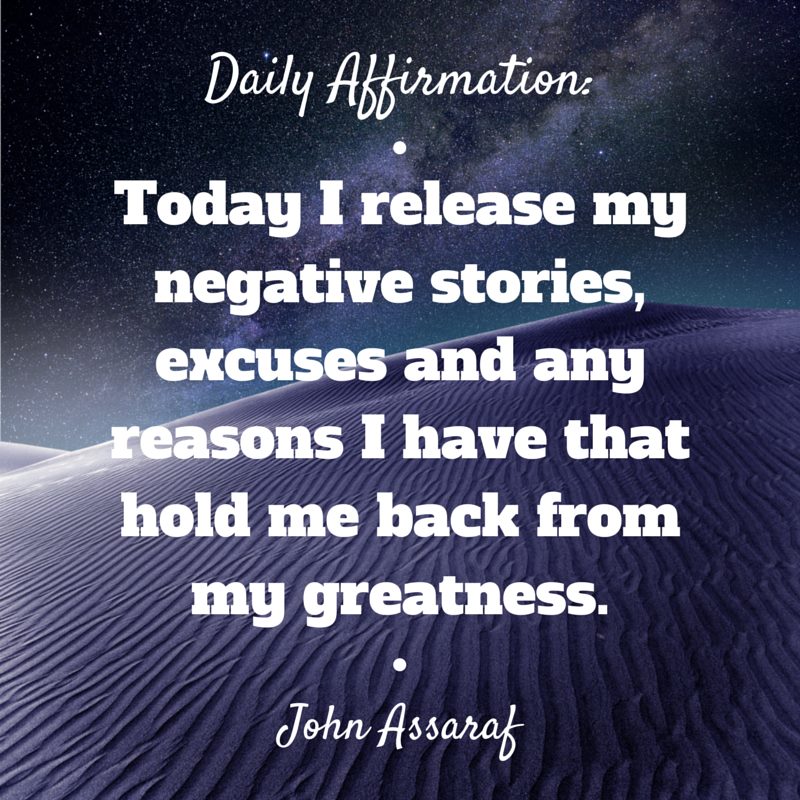 Daily Affirmation:
Today I release my
negative stories,
excuses and any
reasons I have that
hold me back from
my greatness.
John Assaraf